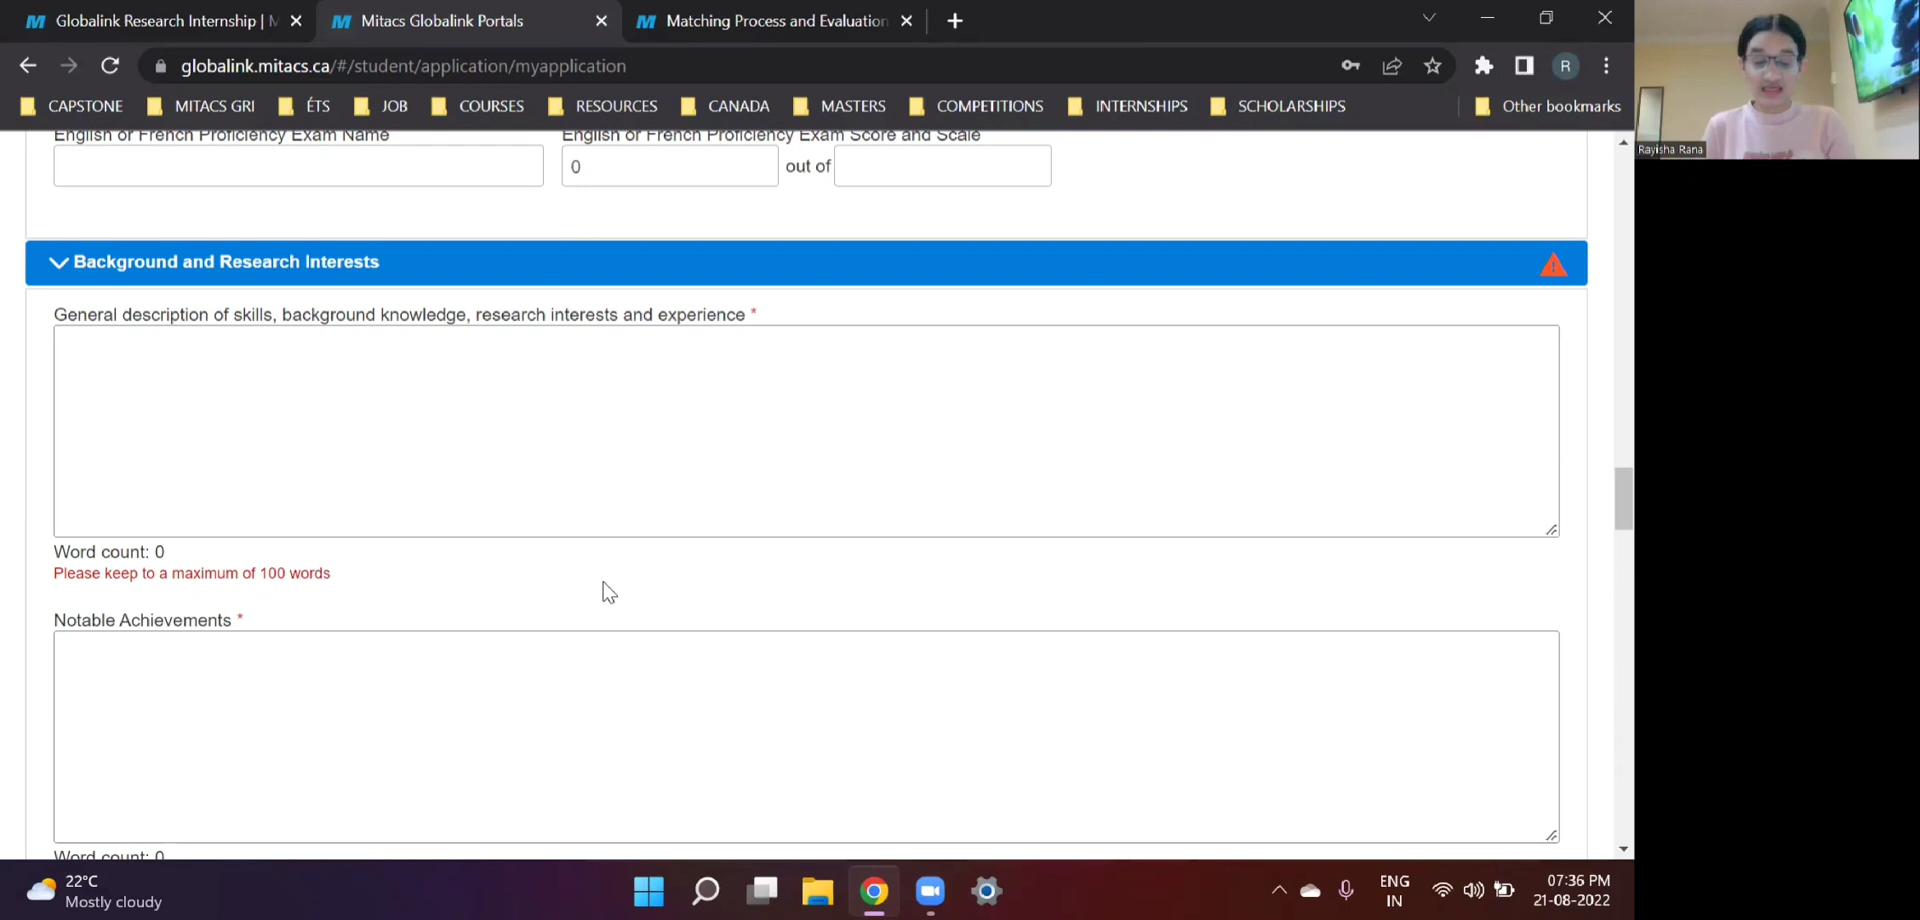 Globalink Research Internship | M
Mitacs Globalink Portals
Matching Process and Evaluation
globalink.mitacs.ca/#/student/application/myapplication
R
CAPSTONE
MITACS GRI
ÉTS
JOB
COURSES
RESOURCES
CANADA
MASTERS
COMPETITIONS
INTERNSHIPS
SCHOLARSHIPS
Other bookmarks
Rayisha Rana
English or French Proficiency Exam Name
English or French Proficiency Exam Score and Scale
0
out of
Background and Research Interests
General description of skills, background knowledge, research interests and experience *
Word count: 0
Please keep to a maximum of 100 words
Notable Achievements *
Word count: 0
22°C
Mostly cloudy
ENG
IN
07:36 PM
21-08-2022